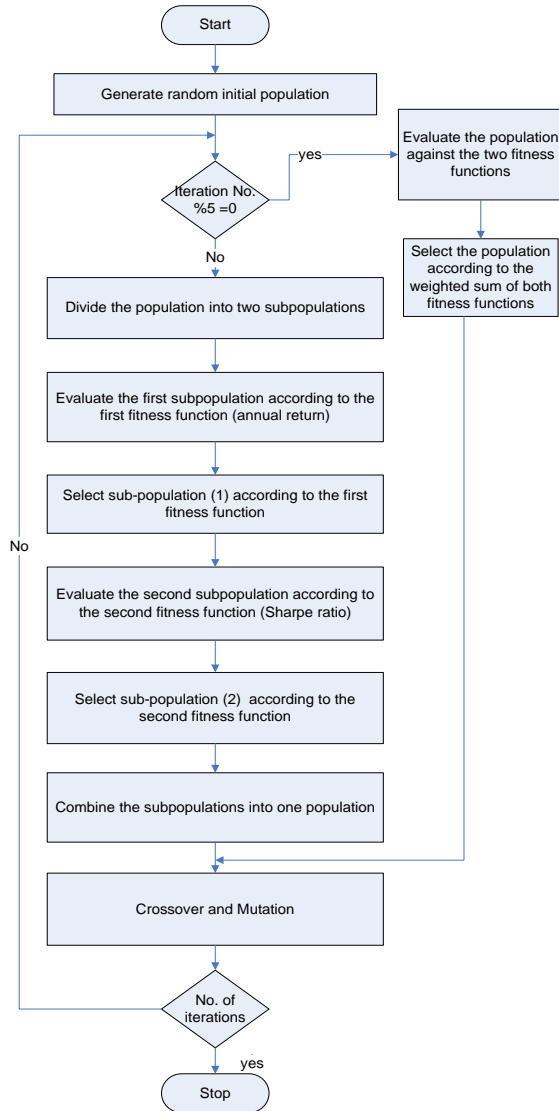 Start
Generate random initial population
Iteration No.
%5 =0
yes
Evaluate the population
against the two fitness
functions
Select the population
according to the
weighted sum of both
fitness functions
No
Divide the population into two subpopulations
Evaluate the first subpopulation according to the
first fitness function (annual return)
Select sub-population (1) according to the first
fitness function
No
Evaluate the second subpopulation according to
the second fitness function (Sharpe ratio)
Select sub-population (2) according to the
second fitness function
Combine the subpopulations into one population
Crossover and Mutation
No. of
iterations
yes
Stop